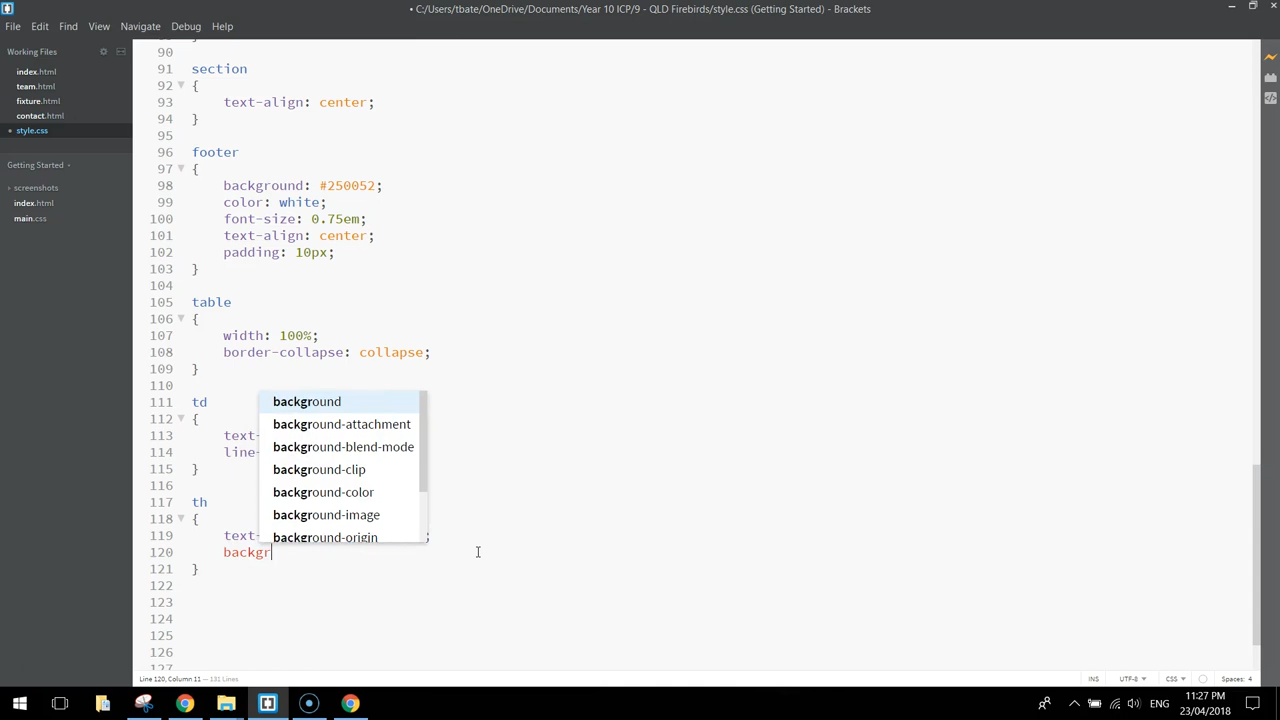 • C:/Users/tbate/OneDrive/Documents/Year 10 ICP/9 - QLD Firebirds/style.css (Getting Started) - Brackets
File Edit Find View Navigate Debug Help
Working Files
index.html
team.html
fixture.html
contact.html
• style.css
Getting Started
screenshots
index.html
main.css
90
91 section
92 {
93 text-align: center;
94 }
95
96 footer
97 {
98 background: #250052;
99 color: white;
100 font-size: 0.75em;
101 text-align: center;
102 padding: 10px;
103 }
104
105 table
106 {
107 width: 100%;
108 border-collapse: collapse;
109 }
110
111 td
112 {
113 text-
114 line-
115 }
116
117 th
118 {
119 text- ;
120 backgr
121 }
122
123
124
125
126
127
background
background-attachment
background-blend-mode
background-clip
background-color
background-image
background-origin
Line 120, Column 11 — 131 Lines
INS UTF-8 CSS Spaces: 4
ENG
11:27 PM
23/04/2018